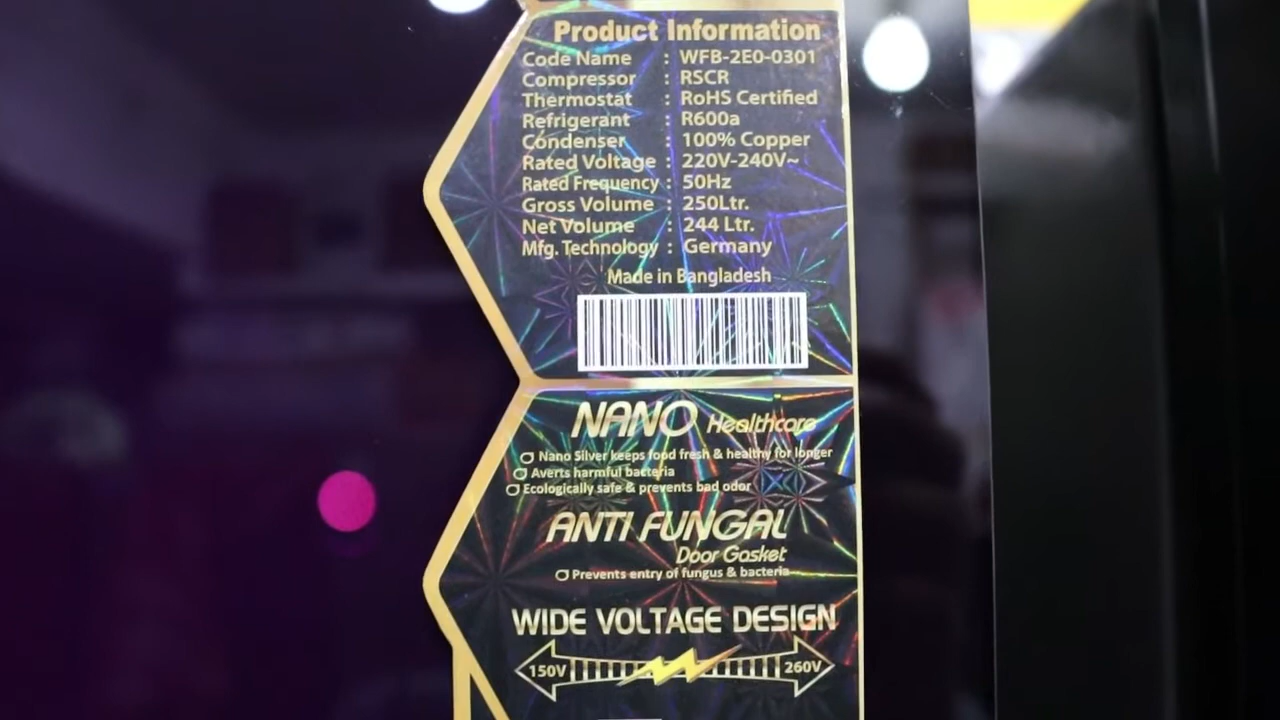 Product Information
Code Name : WFB-2E0-0301
Compressor : RSCR
Thermostat : RoHS Certified
Refrigerant : R600a
Condenser : 100% Copper
Rated Voltage : 220V-240V~
Rated Frequency : 50Hz
Gross Volume : 250Ltr.
Net Volume : 244 Ltr.
Mfg. Technology : Germany
Made in Bangladesh
NANO Healthcare
Nano Silver keeps food fresh & healthy for longer
Averts harmful bacteria
Ecologically safe & prevents bad odor
ANTI FUNGAL
Door Gasket
Prevents entry of fungus & bacteria
WIDE VOLTAGE DESIGN
150V 260V